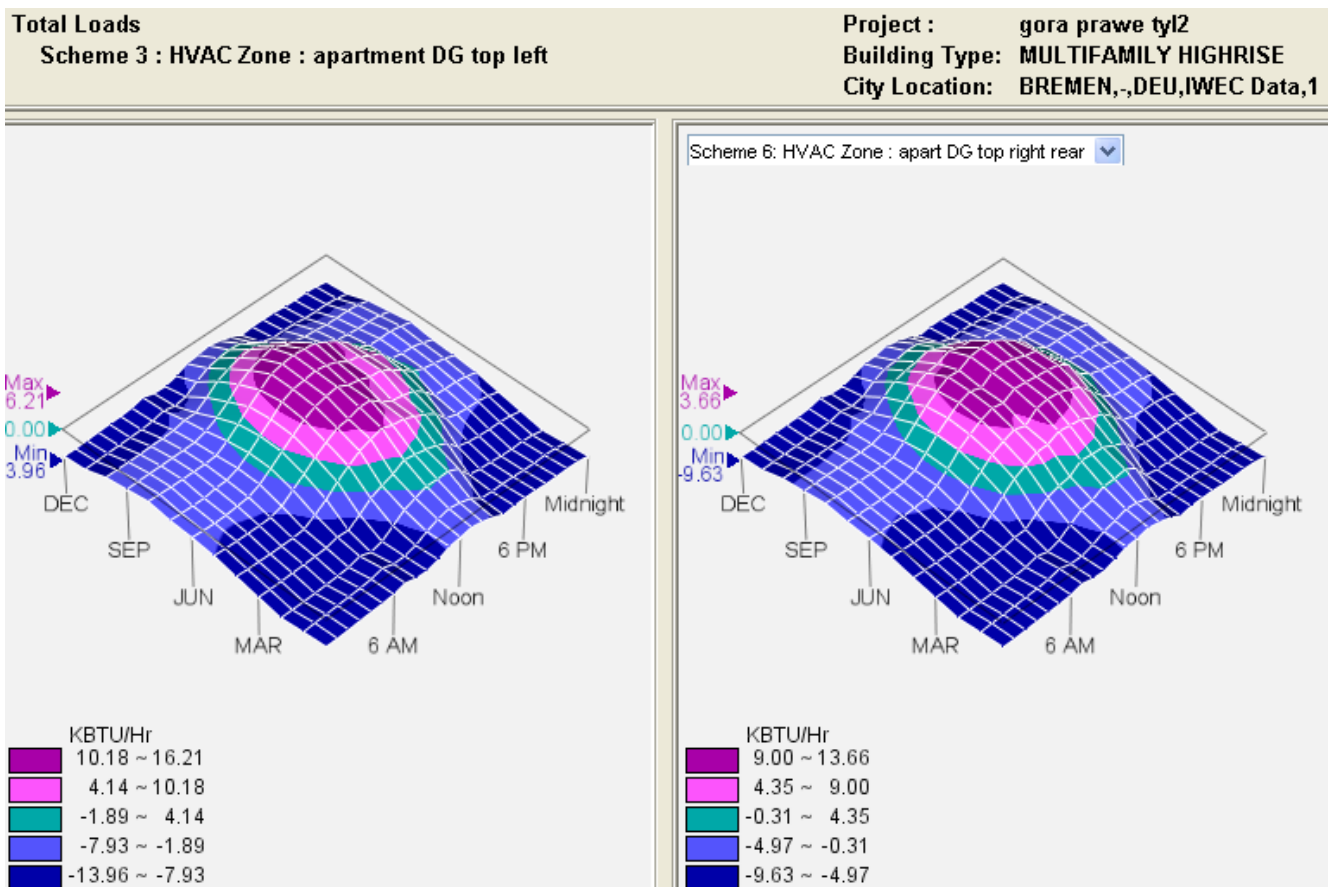 Total Loads
Scheme 3 : HVAC Zone : apartment DG top left
Project : gora prawe tyl2
Building Type: MULTIFAMILY HIGHRISE
City Location: BREMEN,-,DEU,IWEC Data,1
Max
6.21
0.00
Min
3.96
DEC
SEP
JUN
MAR
6 AM
Noon
6 PM
Midnight
KBTU/Hr
10.18 ~ 16.21
4.14 ~ 10.18
-1.89 ~ 4.14
-7.93 ~ -1.89
-13.96 ~ -7.93
Scheme 6: HVAC Zone : apart DG top right rear
Max
3.66
0.00
Min
-9.63
DEC
SEP
JUN
MAR
6 AM
Noon
6 PM
Midnight
KBTU/Hr
9.00 ~ 13.66
4.35 ~ 9.00
-0.31 ~ 4.35
-4.97 ~ -0.31
-9.63 ~ -4.97